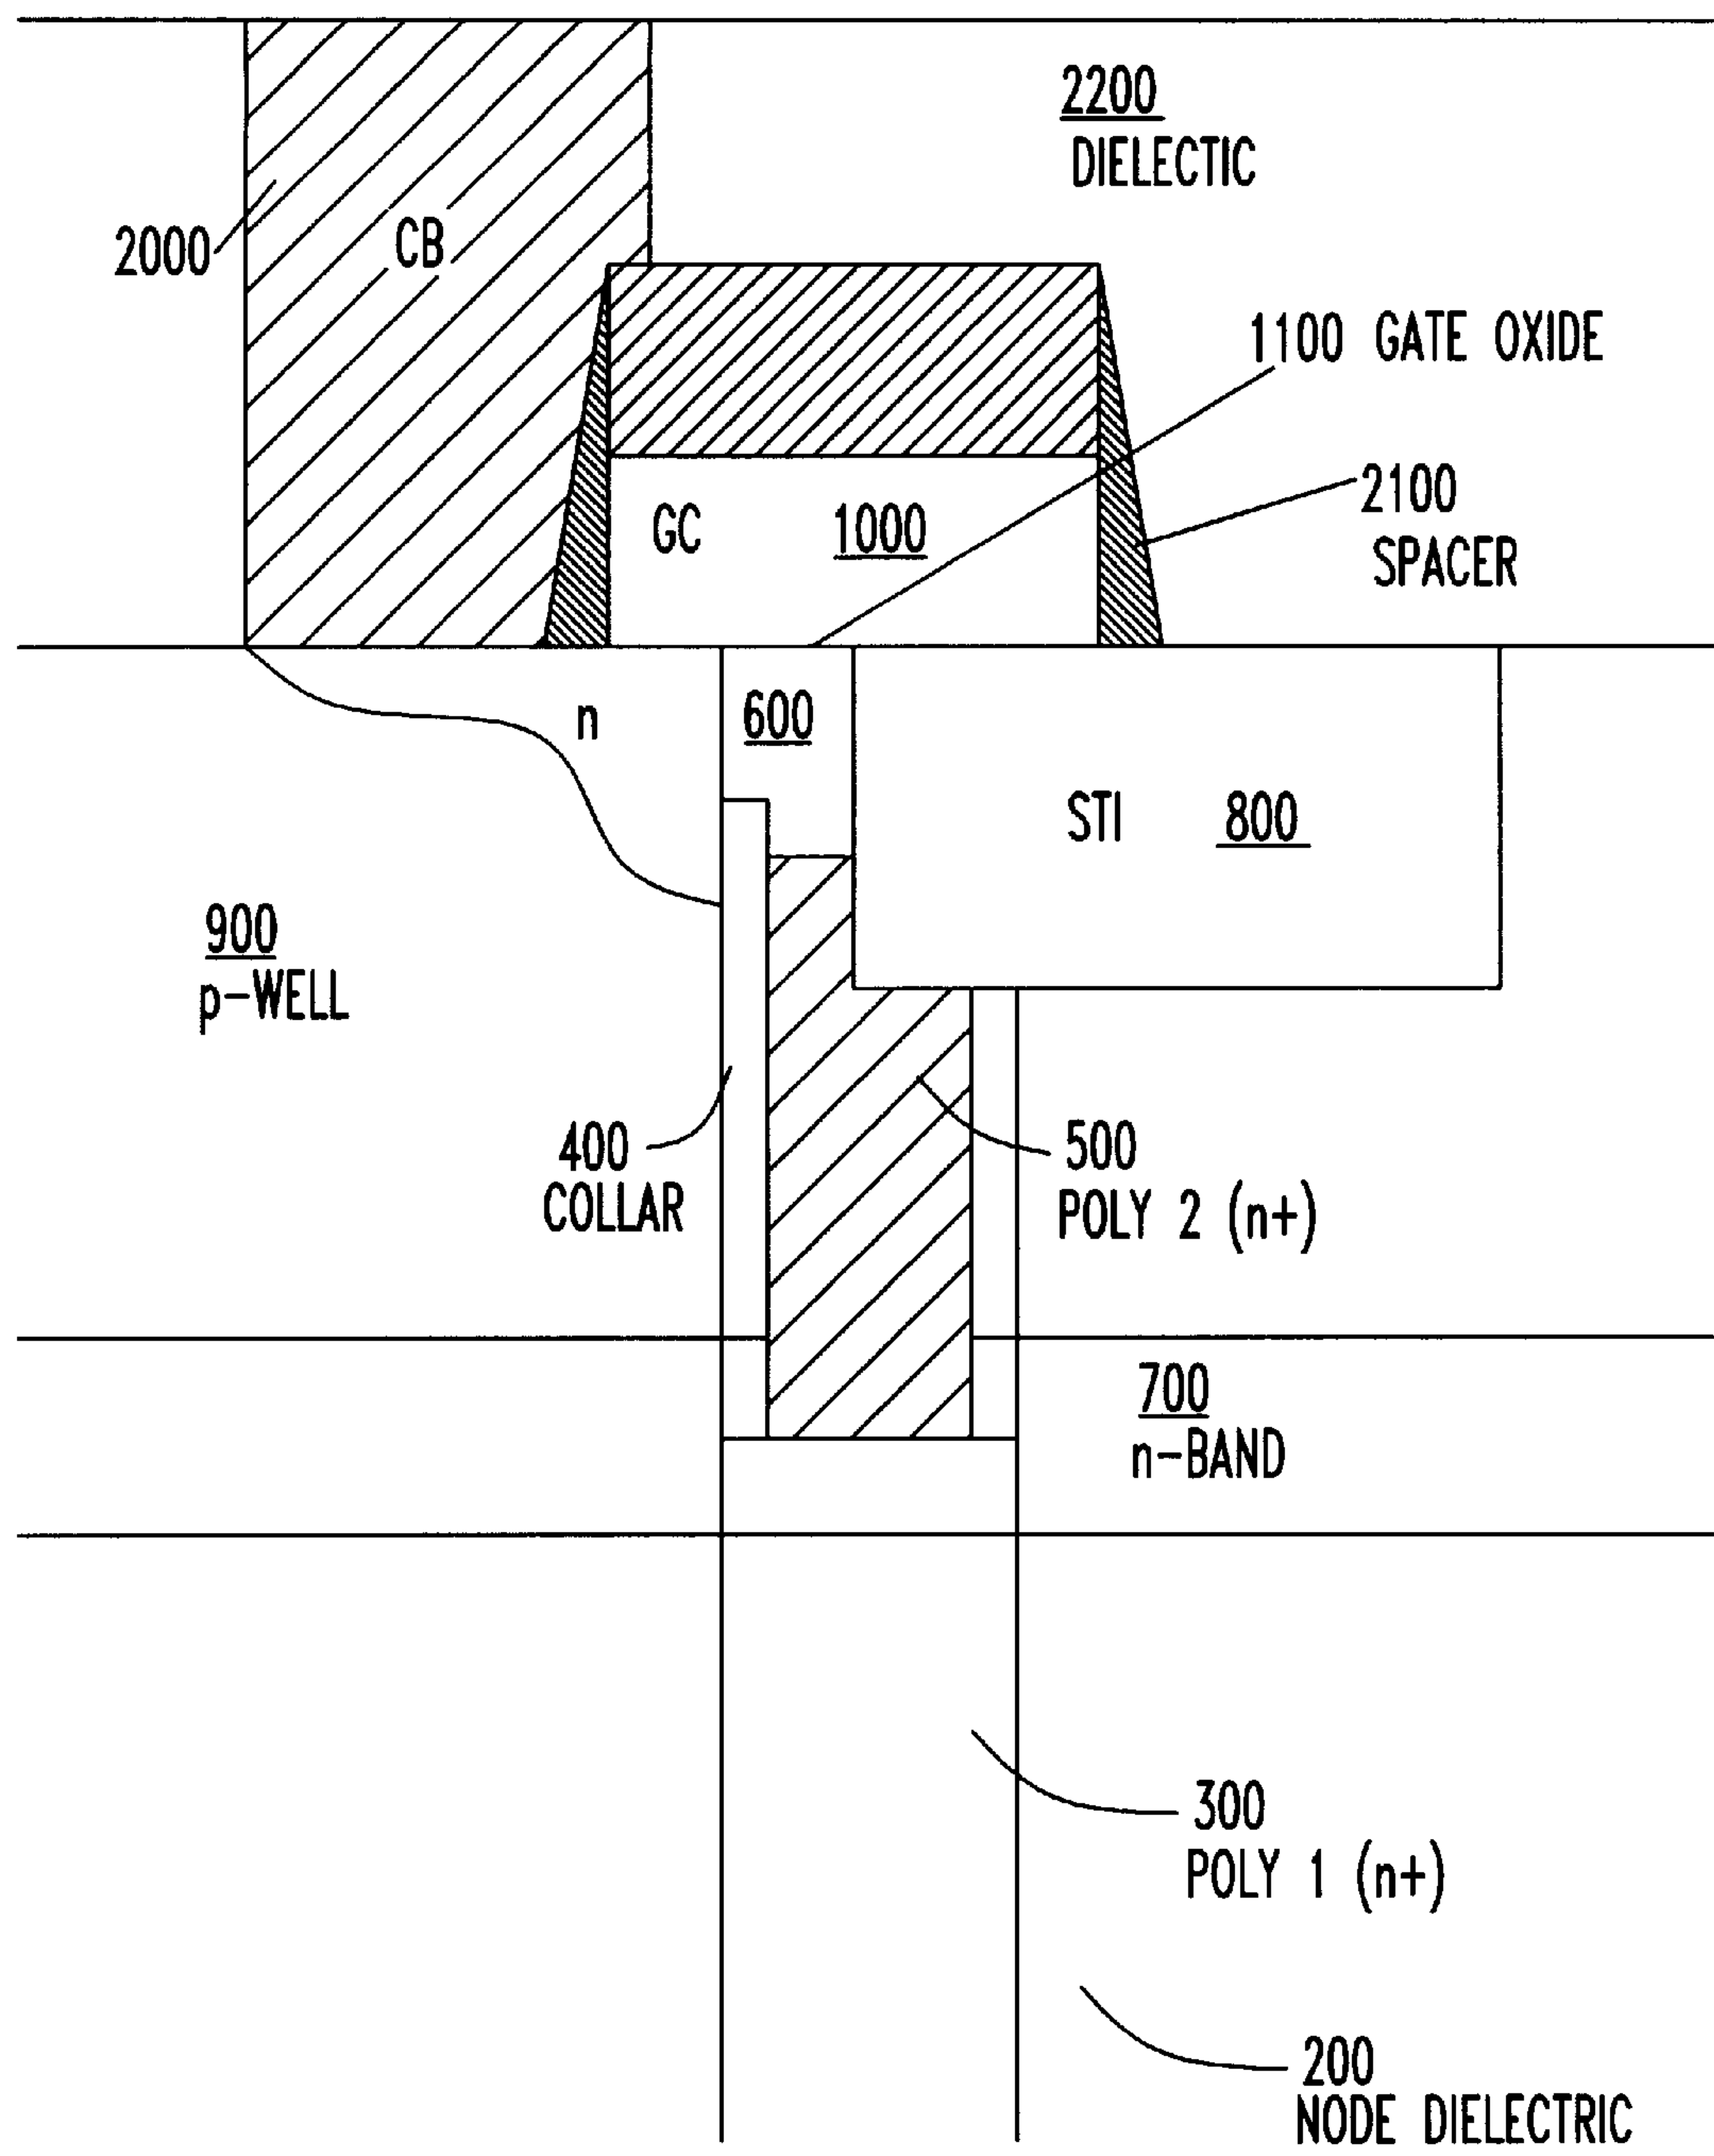 2200
DIELECTIC
2000
CB
1100 GATE OXIDE
GC
1000
2100
SPACER
n
600
STI 800
900
p-WELL
400
COLLAR
500
POLY 2 (n+)
700
n-BAND
300
POLY 1 (n+)
200
NODE DIELECTRIC